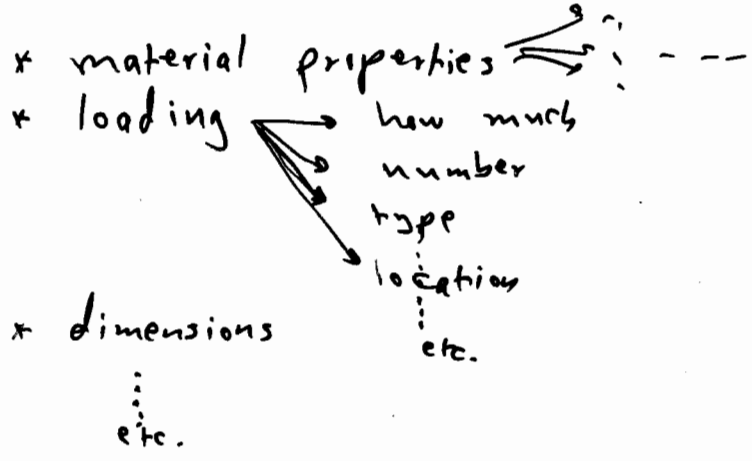 * material properties
* loading
how much
number
type
location
etc.
* dimensions
etc.